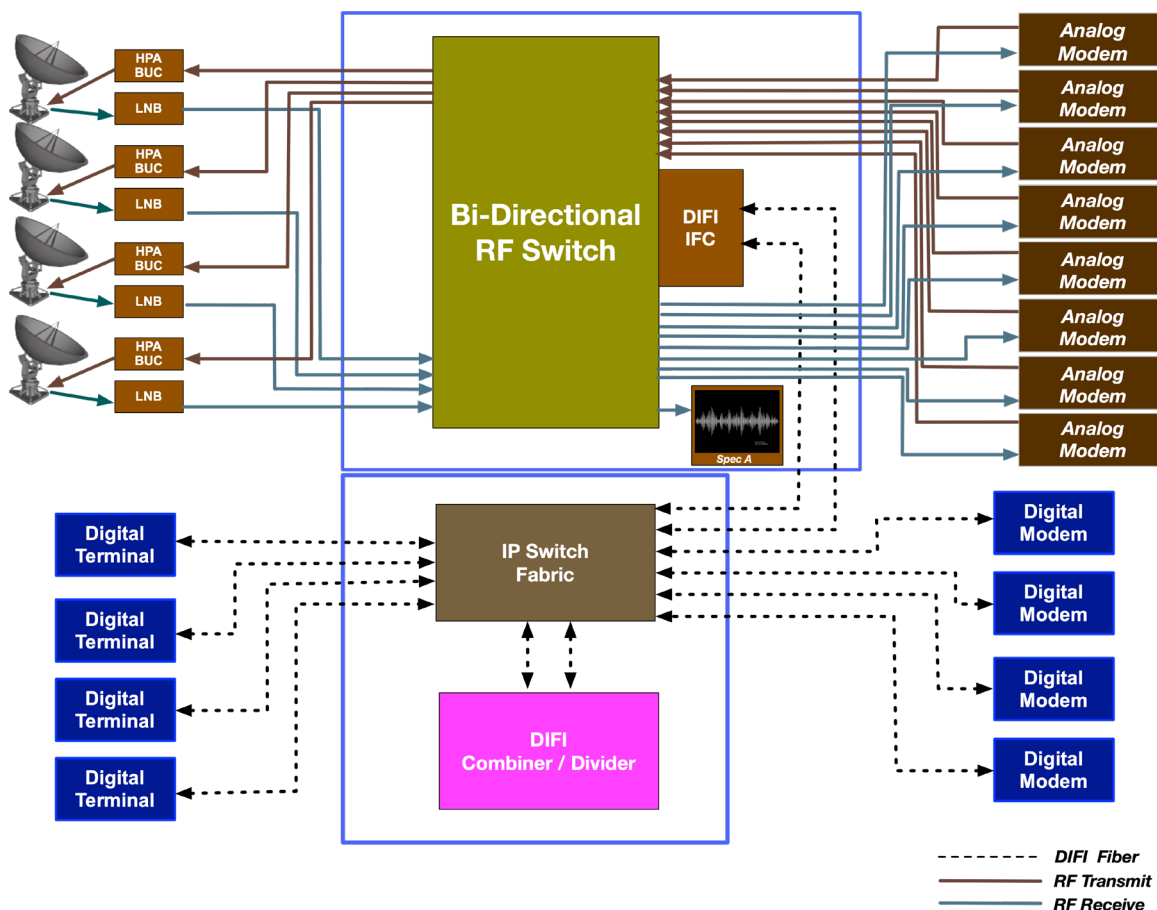 HPA
BUC
LNB
HPA
BUC
LNB
HPA
BUC
LNB
HPA
BUC
LNB
Bi-Directional
RF Switch
DIFI
IFC
Spec A
Analog
Modem
Analog
Modem
Analog
Modem
Analog
Modem
Analog
Modem
Analog
Modem
Analog
Modem
Analog
Modem
Digital
Terminal
Digital
Terminal
Digital
Terminal
Digital
Terminal
IP Switch
Fabric
DIFI
Combiner / Divider
Digital
Modem
Digital
Modem
Digital
Modem
Digital
Modem
DIFI Fiber
RF Transmit
RF Receive